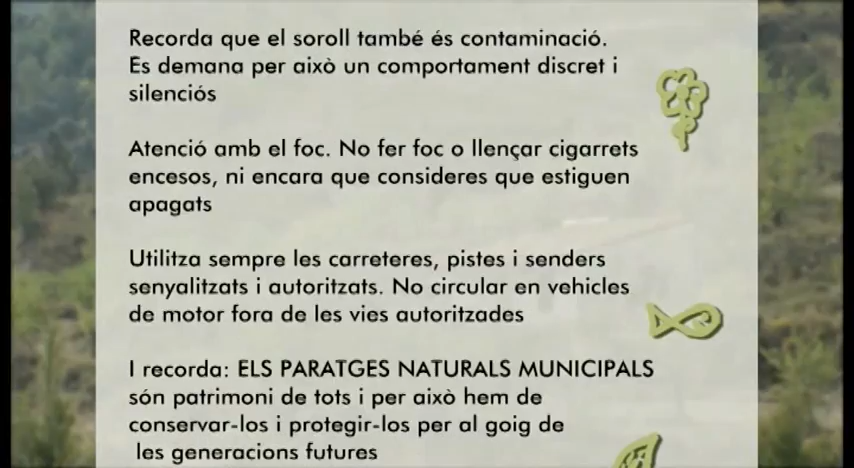 Recorda que el soroll també és contaminació.
Es demana per això un comportament discret i
silenciós
Atenció amb el foc. No fer foc o llençar cigarrets
encesos, ni encara que consideres que estiguen
apagats
Utilitza sempre les carreteres, pistes i senders
senyalitzats i autoritzats. No circular en vehicles
de motor fora de les vies autoritzades
I recorda: ELS PARATGES NATURALS MUNICIPALS
són patrimoni de tots i per això hem de
conservar-los i protegir-los per al goig de
les generacions futures